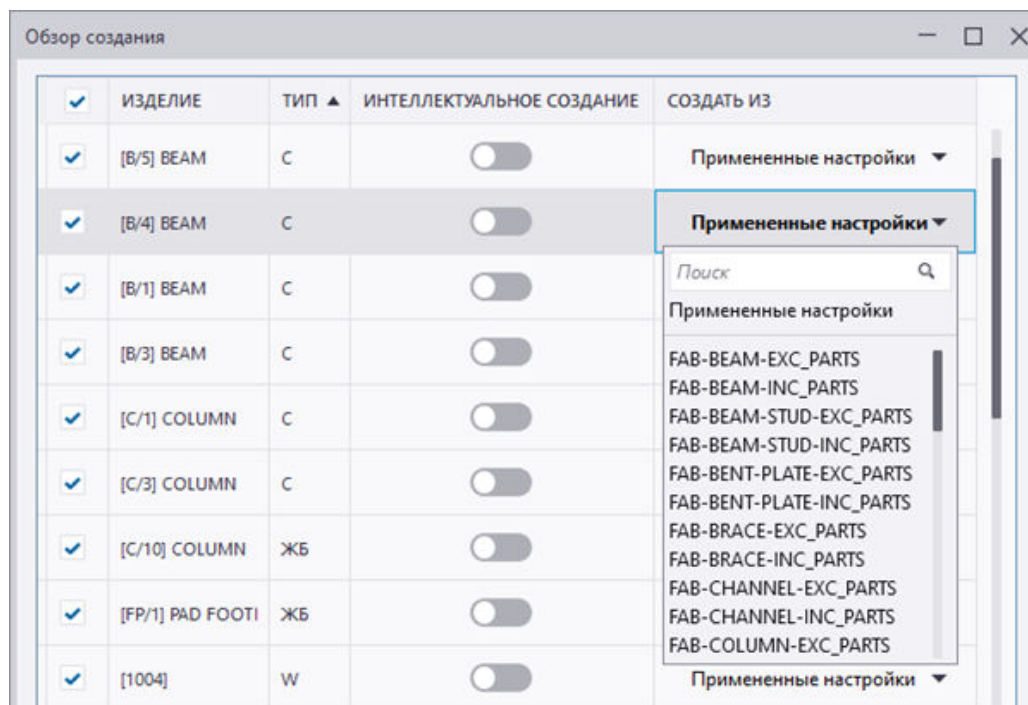 Обзор создания
ИЗДЕЛИЕ ТИП ▲ ИНТЕЛЛЕКТУАЛЬНОЕ СОЗДАНИЕ СОЗДАТЬ ИЗ
[B/5] BEAM С Примененные настройки
[B/4] BEAM С Примененные настройки
[B/1] BEAM С
Поиск
Примененные настройки
[B/3] BEAM С
FAB-BEAM-EXC_PARTS
FAB-BEAM-INC_PARTS
[C/1] COLUMN С
FAB-BEAM-STUD-EXC_PARTS
FAB-BEAM-STUD-INC_PARTS
[C/3] COLUMN С
FAB-BENT-PLATE-EXC_PARTS
FAB-BENT-PLATE-INC_PARTS
[C/10] COLUMN ЖБ
FAB-BRACE-EXC_PARTS
FAB-BRACE-INC_PARTS
[FP/1] PAD FOOTI ЖБ
FAB-CHANNEL-EXC_PARTS
FAB-CHANNEL-INC_PARTS
FAB-COLUMN-EXC_PARTS
[1004] W Примененные настройки